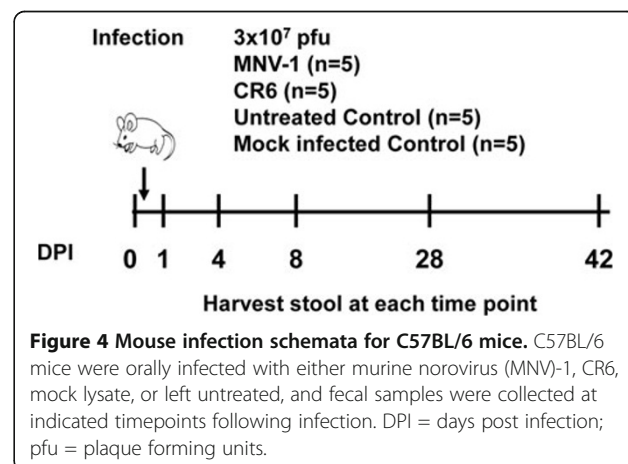 Infection
3x10⁷ pfu
MNV-1 (n=5)
CR6 (n=5)
Untreated Control (n=5)
Mock infected Control (n=5)
DPI
0 1 4 8 28 42
Harvest stool at each time point
Figure 4 Mouse infection schemata for C57BL/6 mice. C57BL/6
mice were orally infected with either murine norovirus (MNV)-1, CR6,
mock lysate, or left untreated, and fecal samples were collected at
indicated timepoints following infection. DPI = days post infection;
pfu = plaque forming units.